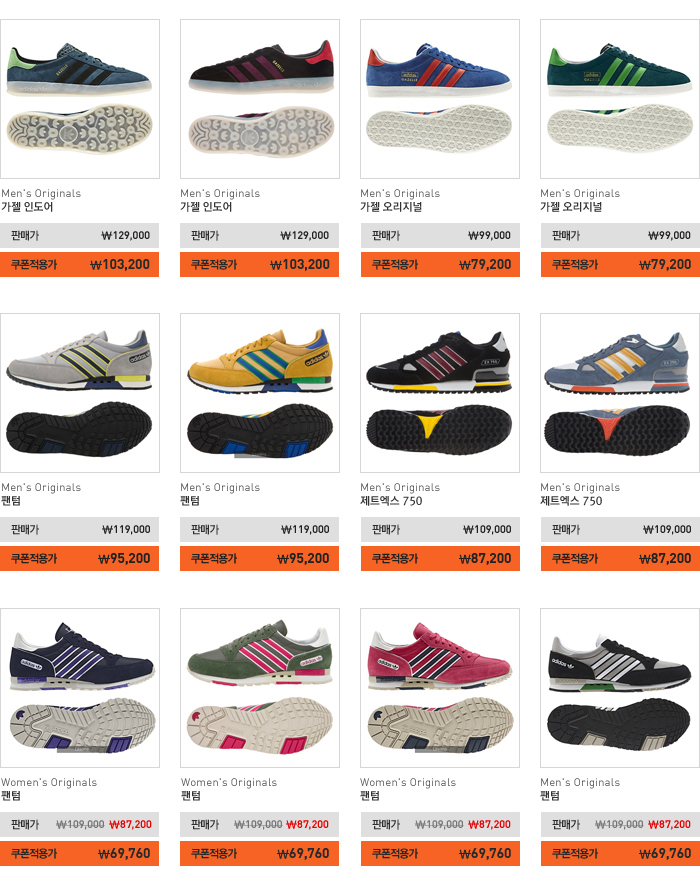 Men's Originals
가젤 인도어
판매가 ₩129,000
쿠폰적용가 ₩103,200
Men's Originals
가젤 인도어
판매가 ₩129,000
쿠폰적용가 ₩103,200
Men's Originals
가젤 오리지널
판매가 ₩99,000
쿠폰적용가 ₩79,200
Men's Originals
가젤 오리지널
판매가 ₩99,000
쿠폰적용가 ₩79,200
Men's Originals
팬텀
판매가 ₩119,000
쿠폰적용가 ₩95,200
Men's Originals
팬텀
판매가 ₩119,000
쿠폰적용가 ₩95,200
Men's Originals
제트엑스 750
판매가 ₩109,000
쿠폰적용가 ₩87,200
Men's Originals
제트엑스 750
판매가 ₩109,000
쿠폰적용가 ₩87,200
Women's Originals
팬텀
판매가 ₩109,000 ₩87,200
쿠폰적용가 ₩69,760
Women's Originals
팬텀
판매가 ₩109,000 ₩87,200
쿠폰적용가 ₩69,760
Women's Originals
팬텀
판매가 ₩109,000 ₩87,200
쿠폰적용가 ₩69,760
Men's Originals
팬텀
판매가 ₩109,000 ₩87,200
쿠폰적용가 ₩69,760